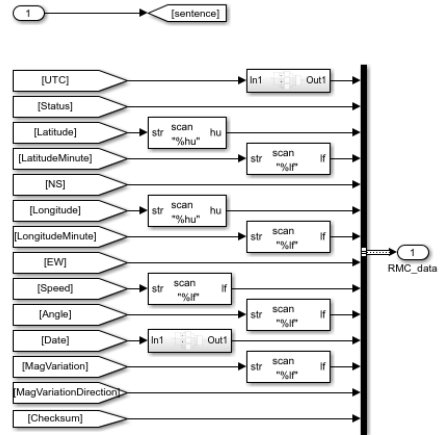 1 [sentence]
[UTC] In1 Out1
[Status]
[Latitude] str scan "%hu" hu
[LatitudeMinute] str scan "%lf" lf
[NS]
[Longitude] str scan "%hu" hu
[LongitudeMinute] str scan "%lf" lf
[EW]
1
RMC_data
[Speed] str scan "%lf" lf
[Angle] str scan "%lf" lf
[Date] In1 Out1
[MagVariation] str scan "%lf" lf
[MagVariationDirection]
[Checksum]